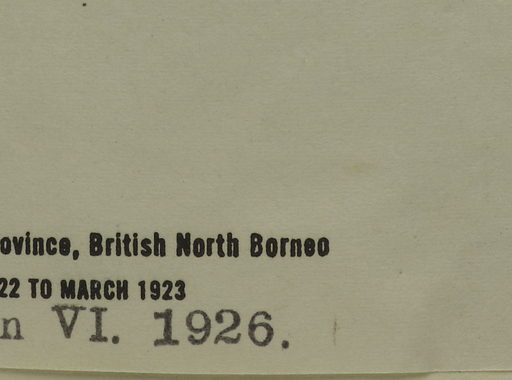 ovince, British North Borneo
22 TO MARCH 1923
n VI. 1926.